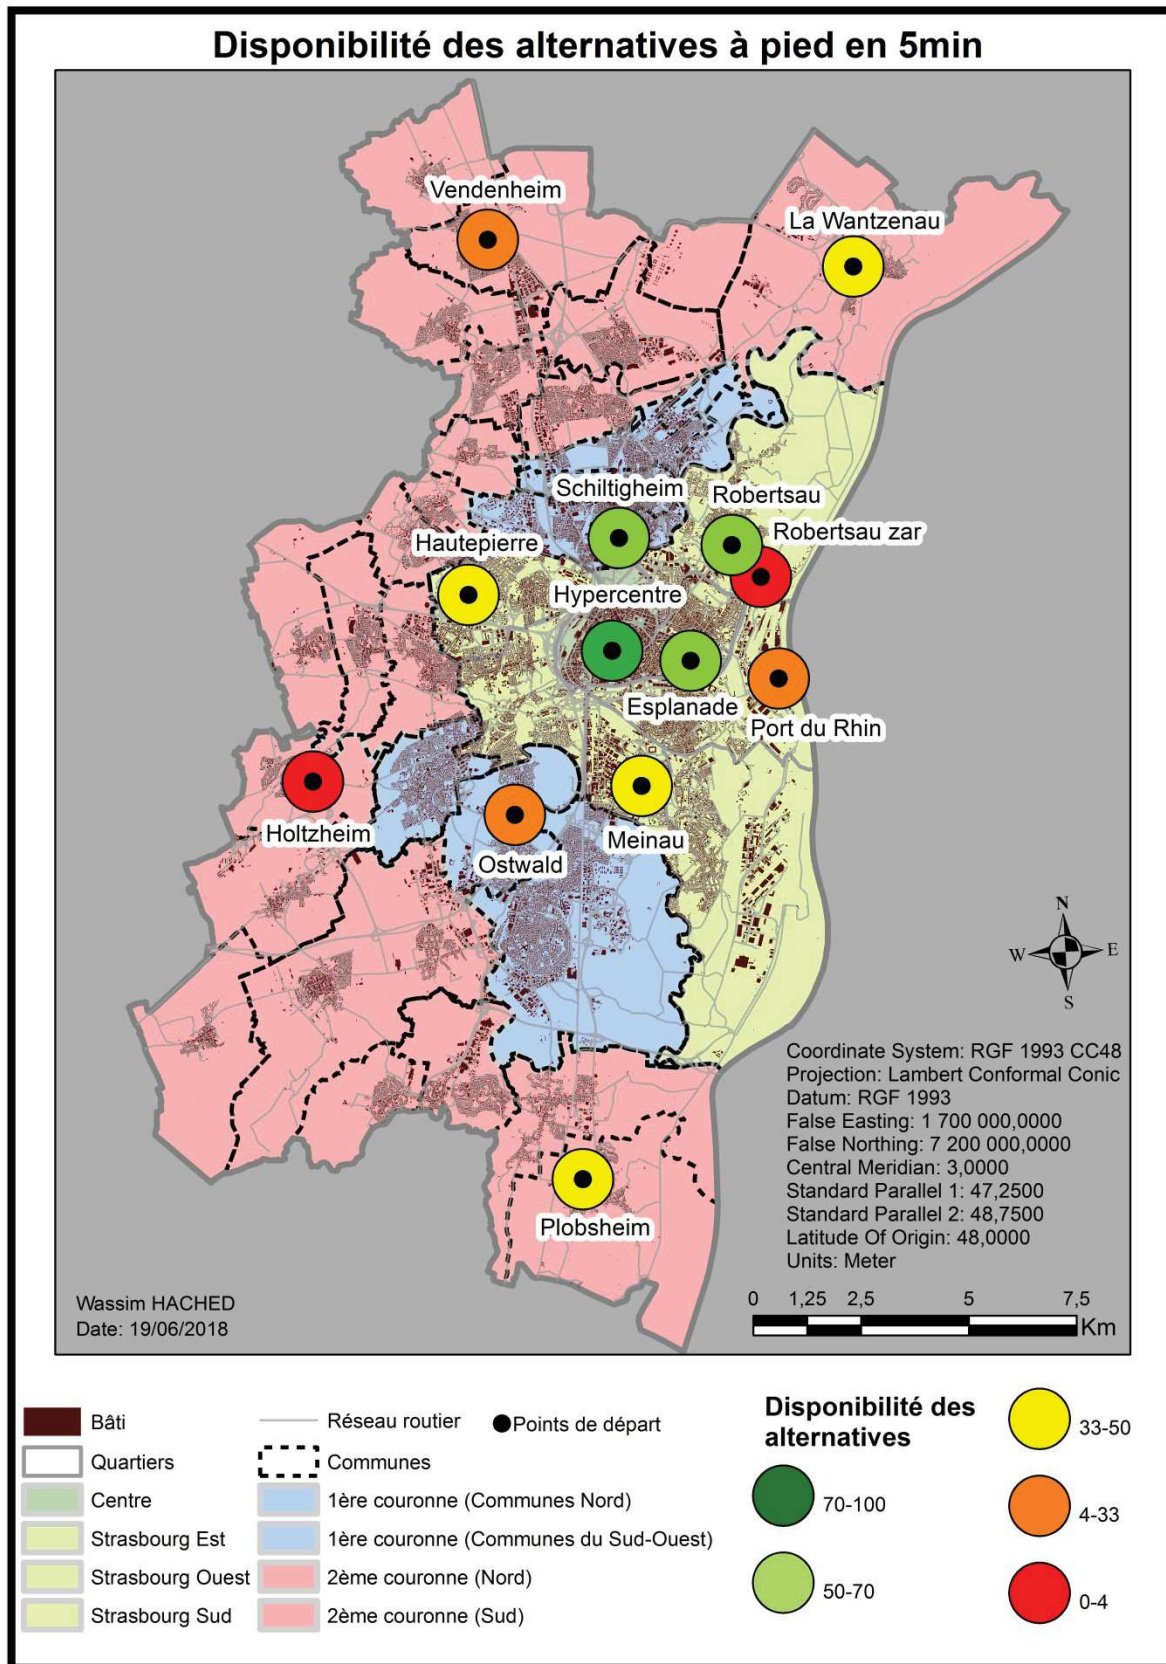 Disponibilité des alternatives à pied en 5min
Vendenheim
La Wantzenau
Schiltigheim
Robertsau
Hautepierre
Robertsau zar
Hypercentre
Esplanade
Port du Rhin
Holtzheim
Ostwald
Meinau
Plobsheim
N
W
E
S
Coordinate System: RGF 1993 CC48
Projection: Lambert Conformal Conic
Datum: RGF 1993
False Easting: 1 700 000,0000
False Northing: 7 200 000,0000
Central Meridian: 3,0000
Standard Parallel 1: 47,2500
Standard Parallel 2: 48,7500
Latitude Of Origin: 48,0000
Units: Meter
Wassim HACHED
Date: 19/06/2018
0 1,25 2,5 5 7,5
Km
Bâti
Quartiers
Centre
Strasbourg Est
Strasbourg Ouest
Strasbourg Sud
Réseau routier
Points de départ
Communes
1ère couronne (Communes Nord)
1ère couronne (Communes du Sud-Ouest)
2ème couronne (Nord)
2ème couronne (Sud)
Disponibilité des
alternatives
70-100
50-70
33-50
4-33
0-4